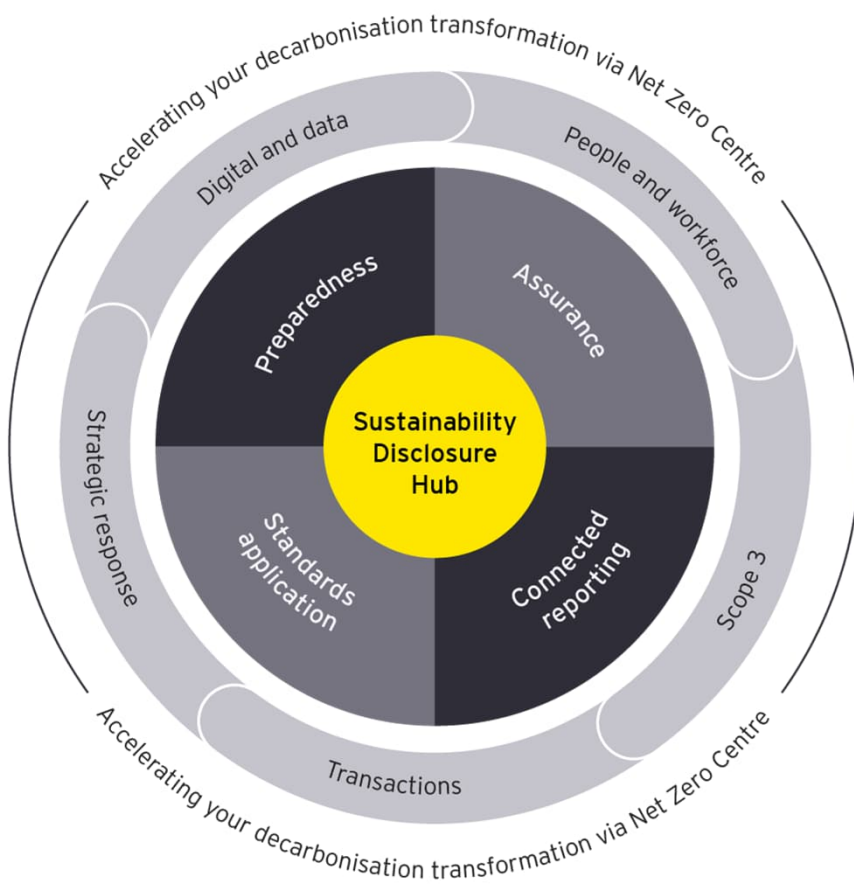 Accelerating your decarbonisation transformation via Net Zero Centre
Digital and data
People and workforce
Preparedness
Assurance
Sustainability
Disclosure
Hub
Strategic response
Standards
application
Connected
reporting
Scope 3
Transactions
Accelerating your decarbonisation transformation via Net Zero Centre